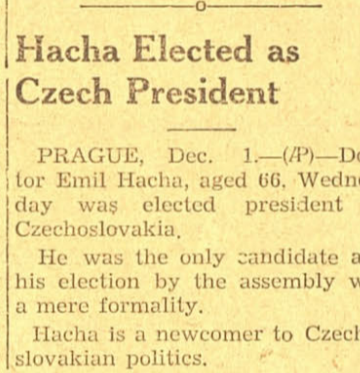 Hacha Elected as
Czech President
PRAGUE, Dec. 1.—(AP)—Do
tor Emil Hacha, aged 66, Wedn
day was elected president
Czechoslovakia.
He was the only candidate a
his election by the assembly w
a mere formality.
Hacha is a newcomer to Czech
slovakian politics.